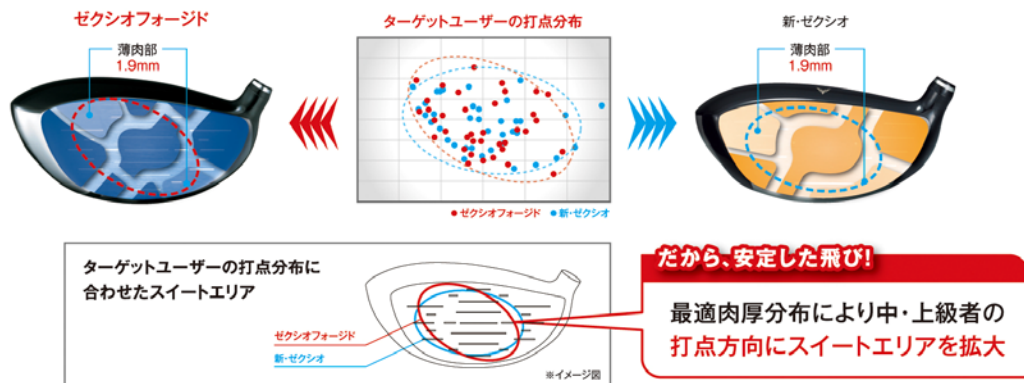 ゼクシオフォージド
薄肉部
1.9mm
ターゲットユーザーの打点分布
●ゼクシオフォージド ●新・ゼクシオ
新・ゼクシオ
薄肉部
1.9mm
ターゲットユーザーの打点分布に
合わせたスイートエリア
ゼクシオフォージド
新・ゼクシオ
※イメージ図
だから、安定した飛び!
最適肉厚分布により中・上級者の
打点方向にスイートエリアを拡大